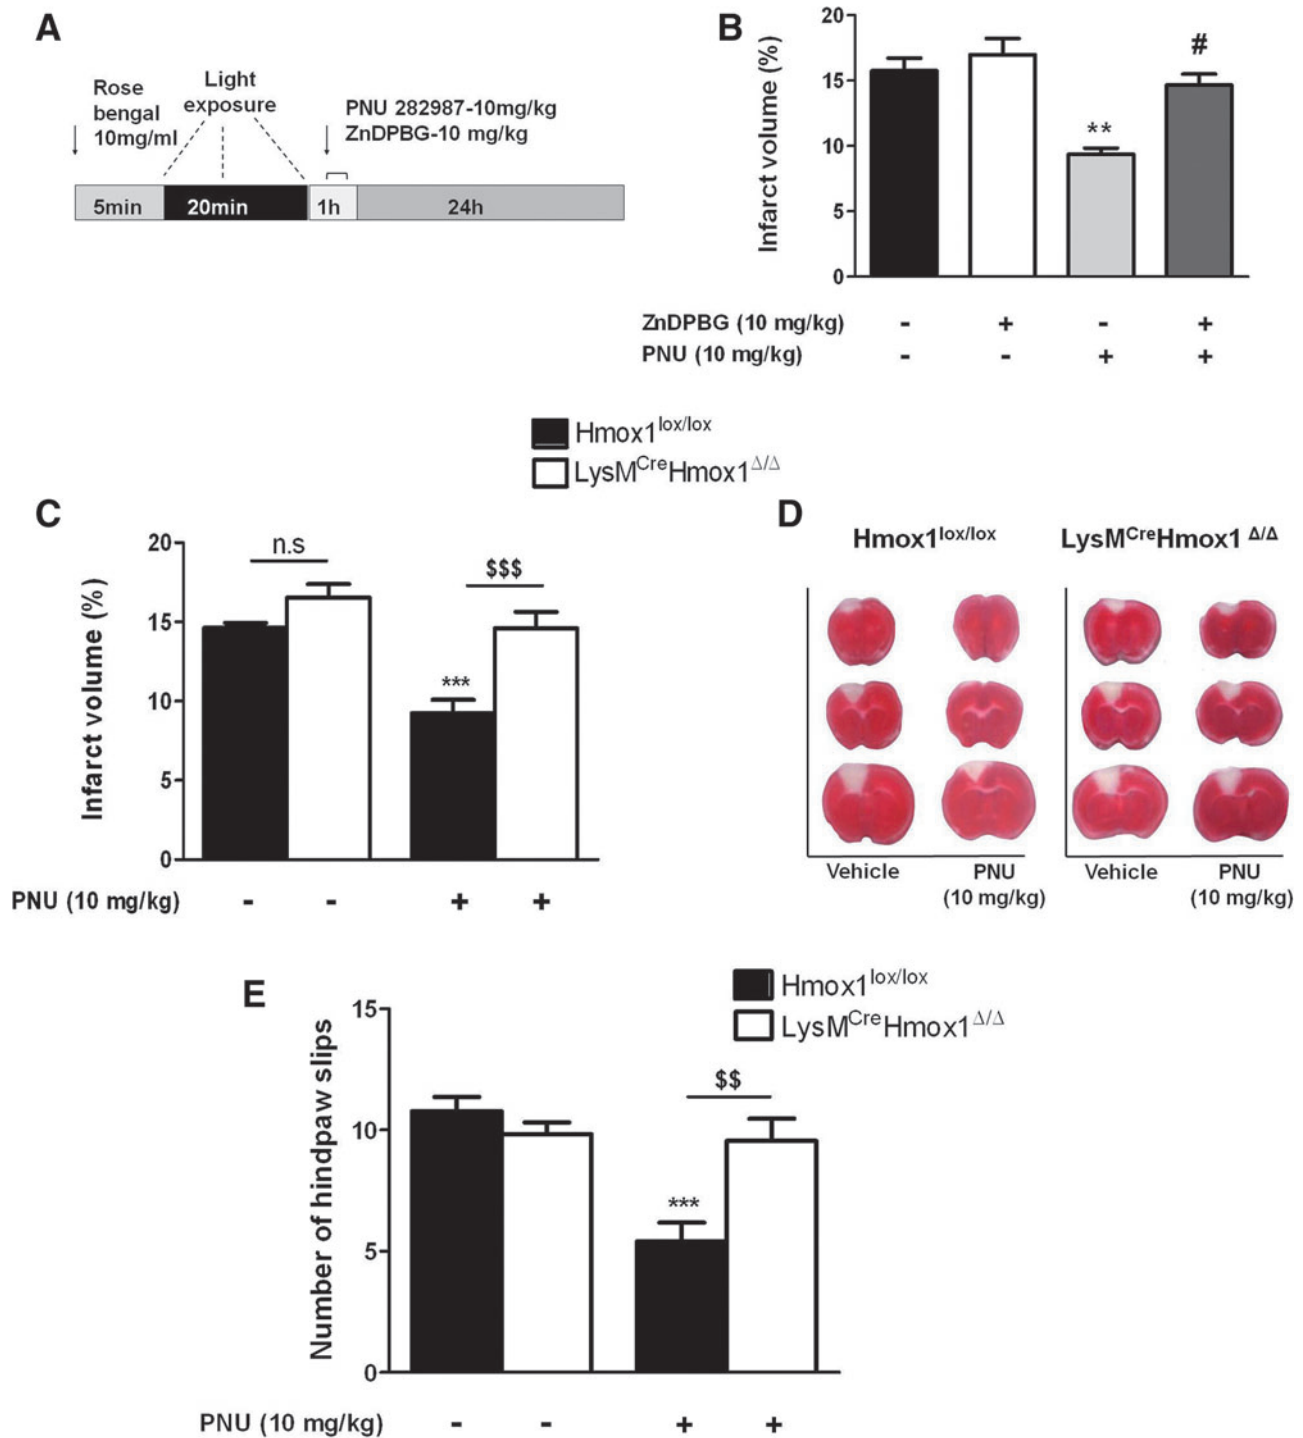 A
Rose
bengal
10mg/ml
Light
exposure
PNU 282987-10mg/kg
ZnDPBG-10 mg/kg
5min 20min 1h 24h
B
Infarct volume (%)
20
15
10
5
0
**
#
ZnDPBG (10 mg/kg) - + - +
PNU (10 mg/kg) - - + +
Hmox1lox/lox
LysMCreHmox1Δ/Δ
C
Infarct volume (%)
20
15
10
5
0
n.s
***
$$$
PNU (10 mg/kg) - - + +
D
Hmox1lox/lox LysMCreHmox1 Δ/Δ
Vehicle PNU
(10 mg/kg)
Vehicle PNU
(10 mg/kg)
E
Hmox1lox/lox
LysMCreHmox1Δ/Δ
Number of hindpaw slips
15
10
5
0
***
$$
PNU (10 mg/kg) - - + +